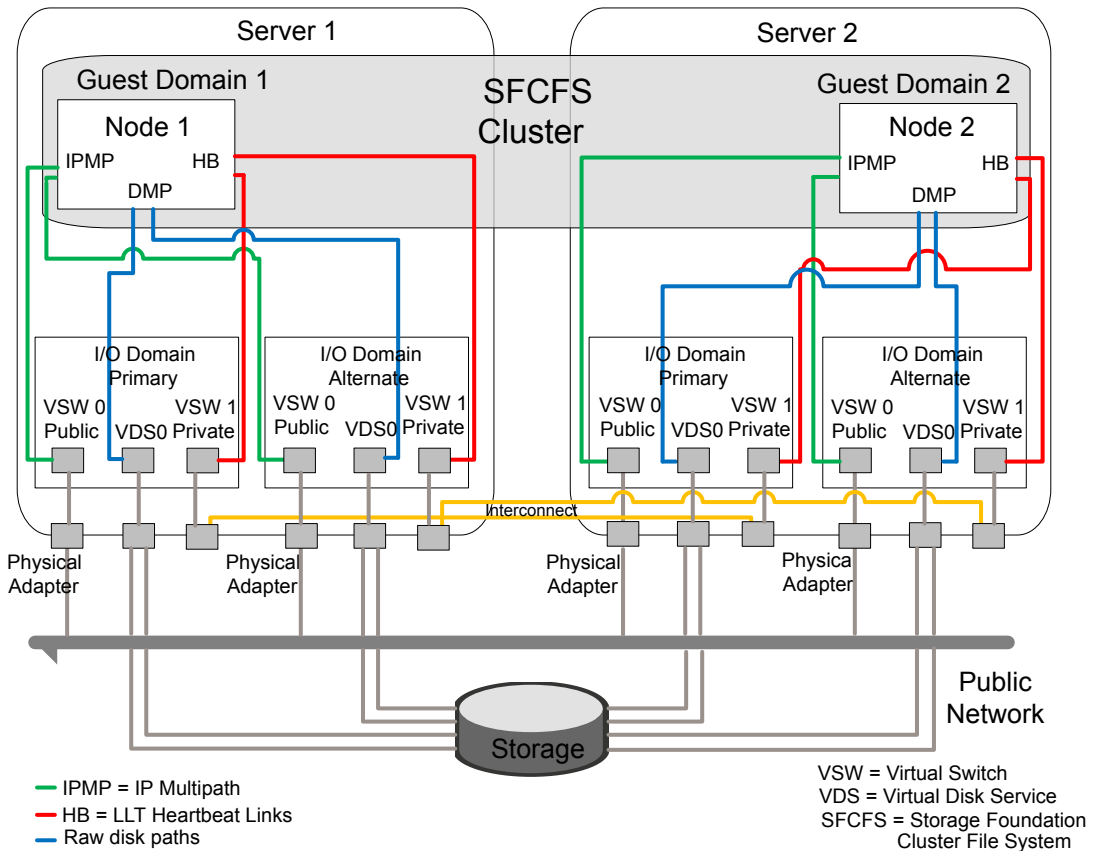 Server 1
Server 2
Guest Domain 1
SFCFS
Cluster
Guest Domain 2
Node 1
IPMP
HB
DMP
Node 2
IPMP
HB
DMP
I/O Domain
Primary
VSW 0
Public
VDS0
VSW 1
Private
I/O Domain
Alternate
VSW 0
Public
VDS0
VSW 1
Private
I/O Domain
Primary
VSW 0
Public
VDS0
VSW 1
Private
I/O Domain
Alternate
VSW 0
Public
VDS0
VSW 1
Private
Interconnect
Physical
Adapter
Physical
Adapter
Physical
Adapter
Physica
Adapter
Public
Network
Storage
IPMP = IP Multipath
HB = LLT Heartbeat Links
Raw disk paths
VSW = Virtual Switch
VDS = Virtual Disk Service
SFCFS = Storage Foundation
Cluster File System